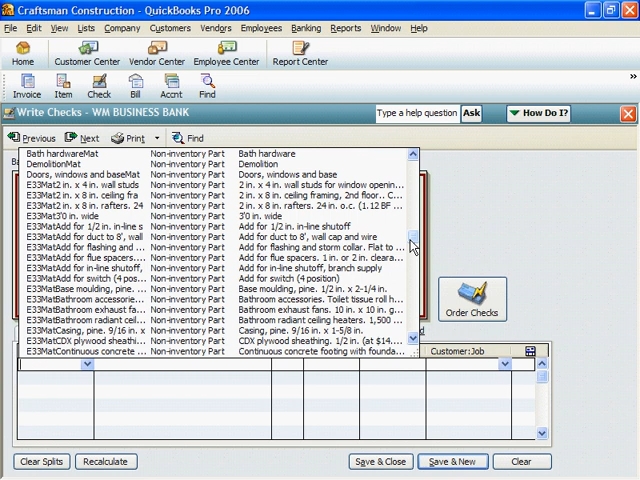 Craftsman Construction - QuickBooks Pro 2006
File Edit View Lists Company Customers Vendors Employees Banking Reports Window Help
Home Customer Center Vendor Center Employee Center Report Center
Invoice Item Check Bill Accnt Find
Write Checks - WM BUSINESS BANK Type a help question Ask How Do I?
Previous Next Print Find
Ba
Bath hardwareMat Non-inventory Part Bath hardware
DemolitionMat Non-inventory Part Demolition
Doors, windows and baseMat Non-inventory Part Doors, windows and base
E33Mat2 in. x 4 in. wall studs Non-inventory Part 2 in. x 4 in. wall studs for window openin...
E33Mat2 in. x 8 in. ceiling fra Non-inventory Part 2 in. x 8 in. ceiling framing, 2nd floor.. C...
E33Mat2 in. x 8 in. rafters. 24 Non-inventory Part 2 in. x 8 in. rafters. 24 in. o.c. (1.12 BF ...
E33Mat3'0 in. wide Non-inventory Part 3'0 in. wide
E33MatAdd for 1/2 in. in-line s Non-inventory Part Add for 1/2 in. in-line shutoff
E33MatAdd for duct to 8', wall Non-inventory Part Add for duct to 8', wall cap and wire
E33MatAdd for flashing and ... Non-inventory Part Add for flashing and storm collar. Flat to ...
E33MatAdd for flue spacers.... Non-inventory Part Add for flue spacers. 1 in. or 2 in. cleara...
E33MatAdd for in-line shutoff, Non-inventory Part Add for in-line shutoff, branch supply
E33MatAdd for switch (4 pos... Non-inventory Part Add for switch (4 position)
E33MatBase moulding, pine. ... Non-inventory Part Base moulding, pine. 1/2 in. x 2-1/4 in.
E33MatBathroom accessories... Non-inventory Part Bathroom accessories. Toilet tissue roll h...
E33MatBathroom exhaust fa... Non-inventory Part Bathroom exhaust fans. 10 in. x 10 in. g...
E33MatBathroom radiant ceil... Non-inventory Part Bathroom radiant ceiling heaters. 1,500 ...
E33MatCasing, pine. 9/16 in. x Non-inventory Part Casing, pine. 9/16 in. x 1-5/8 in.
E33MatCDX plywood sheathi... Non-inventory Part CDX plywood sheathing. 1/2 in. (at $14....
E33MatContinuous concrete ... Non-inventory Part Continuous concrete footing with founda...
Order Checks
Customer:Job
Clear Splits Recalculate Save & Close Save & New Clear